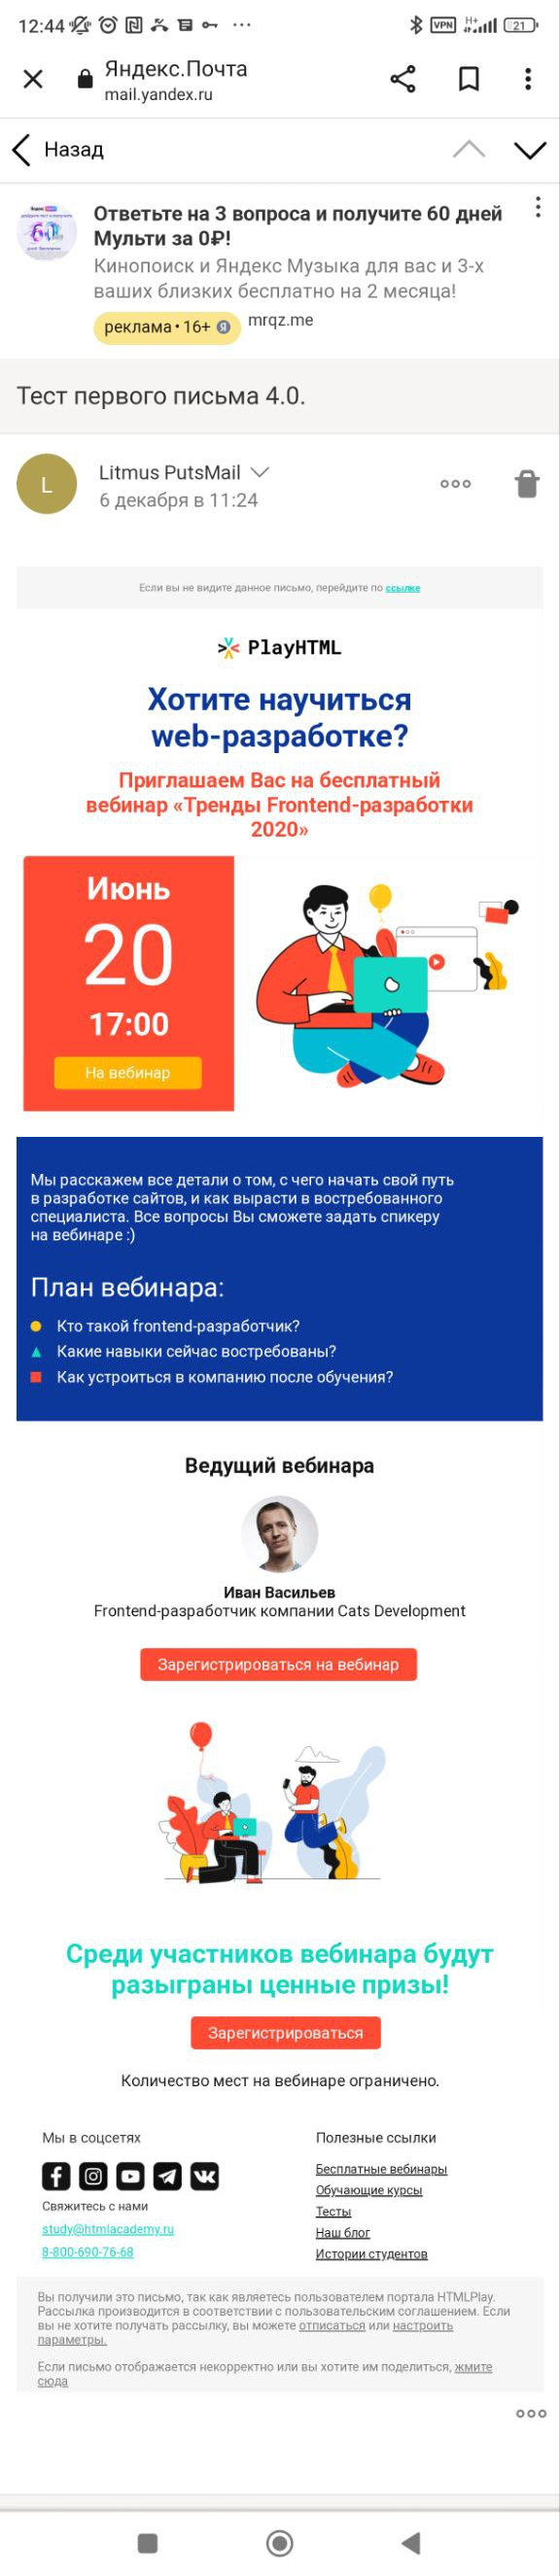 12:44
VPN
H+
21
Яндекс.Почта
mail.yandex.ru
Назад
Ответьте на 3 вопроса и получите 60 дней
Мульти за 0₽!
Кинопоиск и Яндекс Музыка для вас и 3-х
ваших близких бесплатно на 2 месяца!
реклама • 16+ Я mrqz.me
Тест первого письма 4.0.
L
Litmus PutsMail
6 декабря в 11:24
Если вы не видите данное письмо, перейдите по ссылке
PlayHTML
Хотите научиться
web-разработке?
Приглашаем Вас на бесплатный
вебинар «Тренды Frontend-разработки
2020»
Июнь
20
17:00
На вебинар
Мы расскажем все детали о том, с чего начать свой путь
в разработке сайтов, и как вырасти в востребованного
специалиста. Все вопросы Вы сможете задать спикеру
на вебинаре :)
План вебинара:
Кто такой frontend-разработчик?
Какие навыки сейчас востребованы?
Как устроиться в компанию после обучения?
Ведущий вебинара
Иван Васильев
Frontend-разработчик компании Cats Development
Зарегистрироваться на вебинар
Среди участников вебинара будут
разыграны ценные призы!
Зарегистрироваться
Количество мест на вебинаре ограничено.
Мы в соцсетях
Свяжитесь с нами
study@htmlacademy.ru
8-800-690-76-68
Полезные ссылки
Бесплатные вебинары
Обучающие курсы
Тесты
Наш блог
Истории студентов
Вы получили это письмо, так как являетесь пользователем портала HTMLPlay.
Рассылка производится в соответствии с пользовательским соглашением. Если
вы не хотите получать рассылку, вы можете отписаться или настроить
параметры.
Если письмо отображается некорректно или вы хотите им поделиться, жмите
сюда